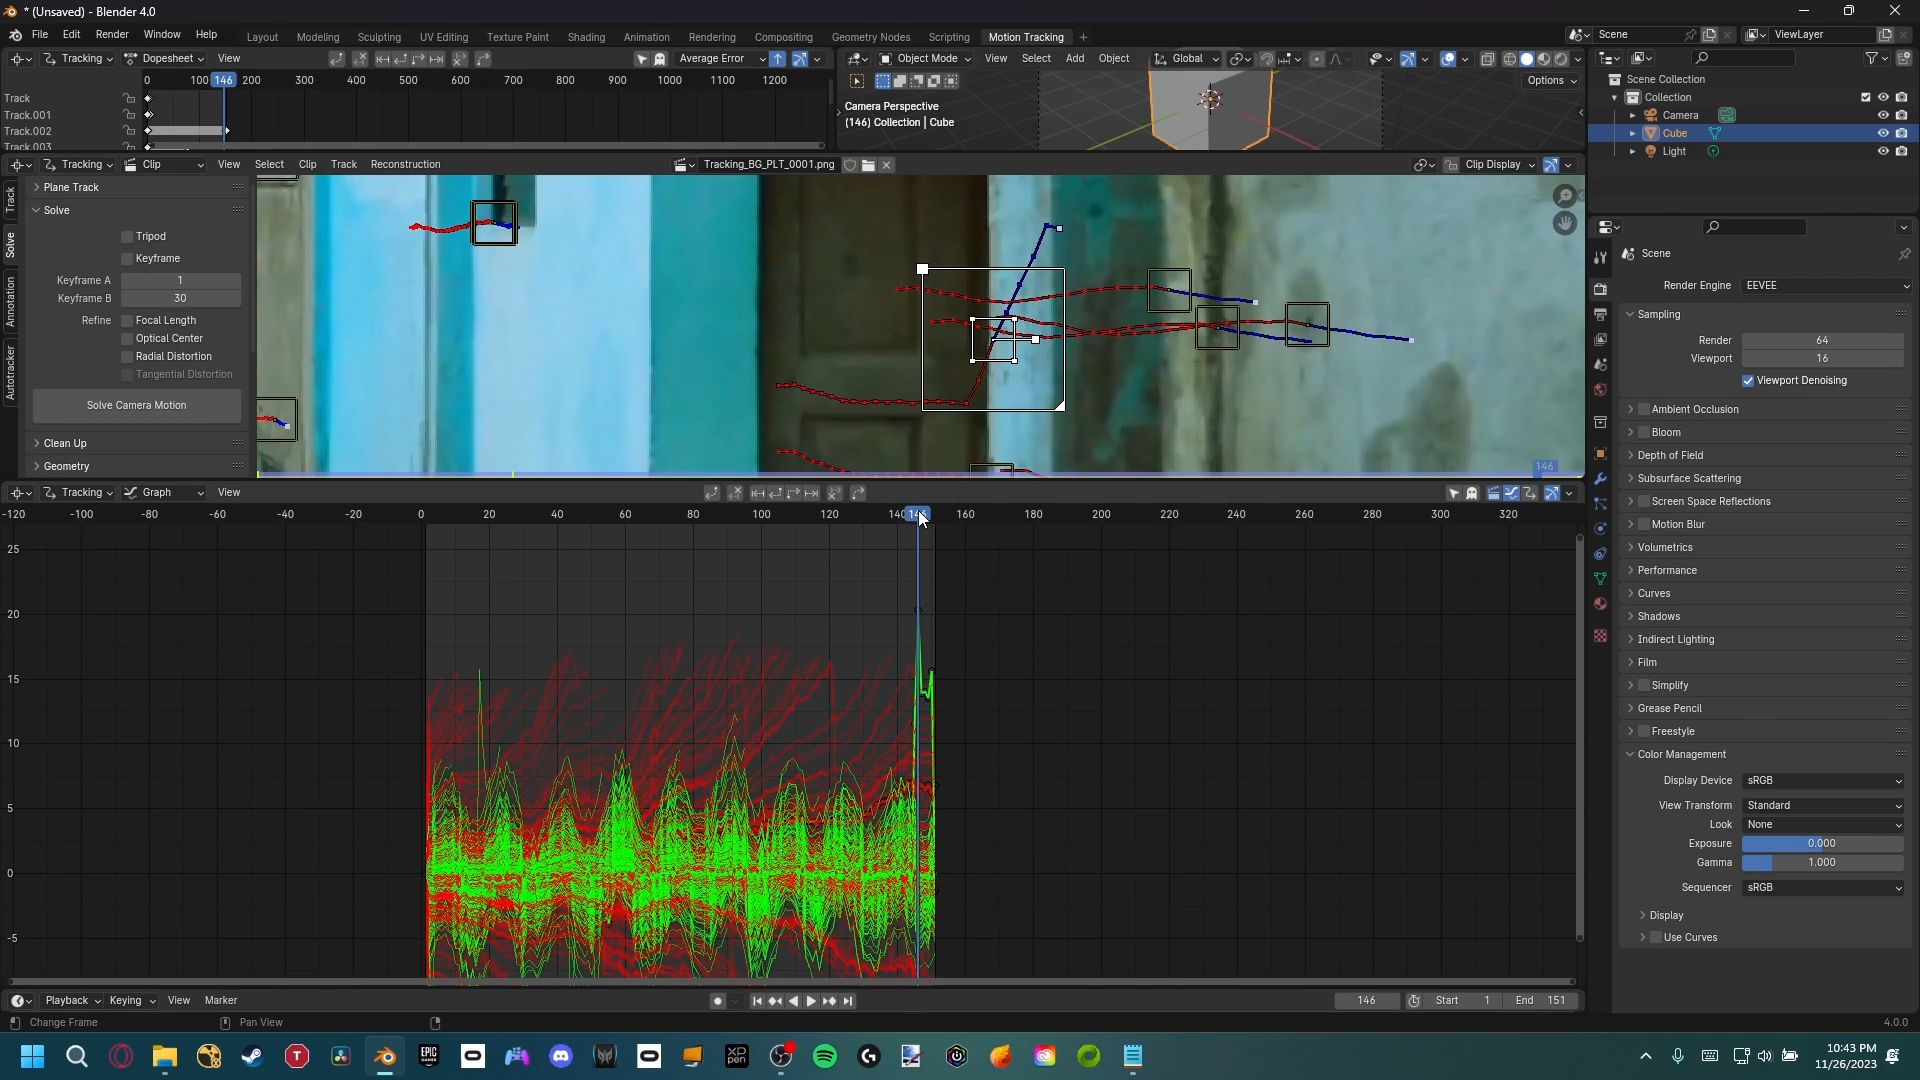 * (Unsaved) - Blender 4.0
File Edit Render Window Help
Layout Modeling Sculpting UV Editing Texture Paint Shading Animation Rendering Compositing Geometry Nodes Scripting Motion Tracking +
Scene
ViewLayer
Tracking Dopesheet View
Average Error
Object Mode View Select Add Object Global
0 100 146 200 300 400 500 600 700 800 900 1000 1100 1200
Options
Track
Track.001
Track.002
Track.003
Camera Perspective
(146) Collection | Cube
Scene Collection
Collection
Camera
Cube
Light
Tracking Clip View Select Clip Track Reconstruction
Tracking_BG_PLT_0001.png
Clip Display
Track
Solve
Annotation
Autotracker
Plane Track
Solve
Tripod
Keyframe
Keyframe A 1
Keyframe B 30
Refine Focal Length
Optical Center
Radial Distortion
Tangential Distortion
Solve Camera Motion
Clean Up
Geometry
146
Tracking Graph View
-120 -100 -80 -60 -40 -20 0 20 40 60 80 100 120 140 146 160 180 200 220 240 260 280 300 320
25
20
15
10
5
0
-5
Scene
Render Engine EEVEE
Sampling
Render 64
Viewport 16
Viewport Denoising
Ambient Occlusion
Bloom
Depth of Field
Subsurface Scattering
Screen Space Reflections
Motion Blur
Volumetrics
Performance
Curves
Shadows
Indirect Lighting
Film
Simplify
Grease Pencil
Freestyle
Color Management
Display Device sRGB
View Transform Standard
Look None
Exposure 0.000
Gamma 1.000
Sequencer sRGB
Display
Use Curves
Playback Keying View Marker
146
Start 1
End 151
Change Frame
Pan View
4.0.0
T
EPIC GAMES
XD PEN
10:43 PM
11/26/2023